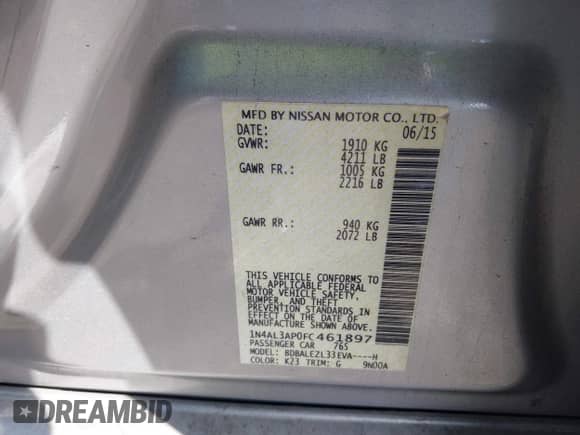 MFD BY NISSAN MOTOR CO., LTD.
DATE: 06/15
GVWR: 1910 KG
4211 LB
GAWR FR.: 1005 KG
2216 LB
GAWR RR.: 940 KG
2072 LB
THIS VEHICLE CONFORMS TO
ALL APPLICABLE FEDERAL
MOTOR VEHICLE SAFETY,
BUMPER, AND THEFT
PREVENTION STANDARDS IN
EFFECT ON THE DATE OF
MANUFACTURE SHOWN ABOVE.
1N4AL3AP0FC461897
PASSENGER CAR 765
MODEL: BDBALEZL33EVA----H
COLOR: K23 TRIM: G 9N00A
DREAMBID